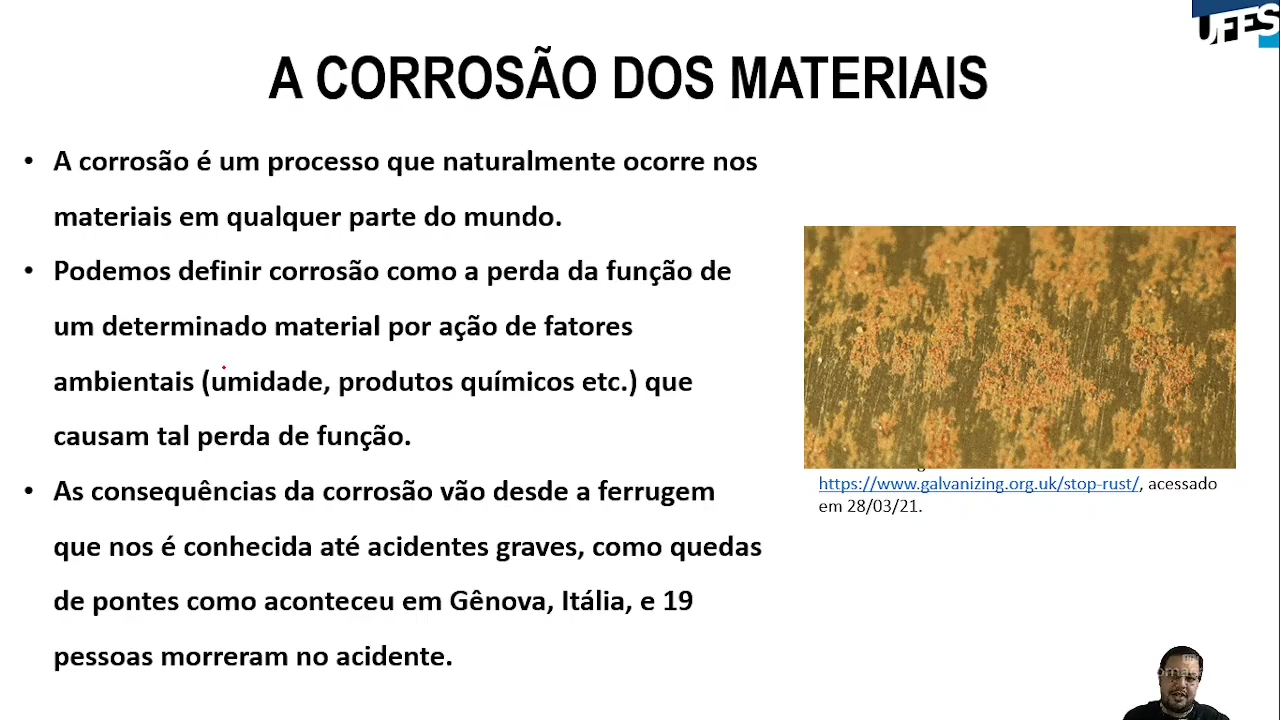 UFES
A CORROSÃO DOS MATERIAIS
• A corrosão é um processo que naturalmente ocorre nos
materiais em qualquer parte do mundo.
• Podemos definir corrosão como a perda da função de
um determinado material por ação de fatores
ambientais (umidade, produtos químicos etc.) que
causam tal perda de função.
• As consequências da corrosão vão desde a ferrugem
que nos é conhecida até acidentes graves, como quedas
de pontes como aconteceu em Gênova, Itália, e 19
pessoas morreram no acidente.
https://www.galvanizing.org.uk/stop-rust/, acessado
em 28/03/21.